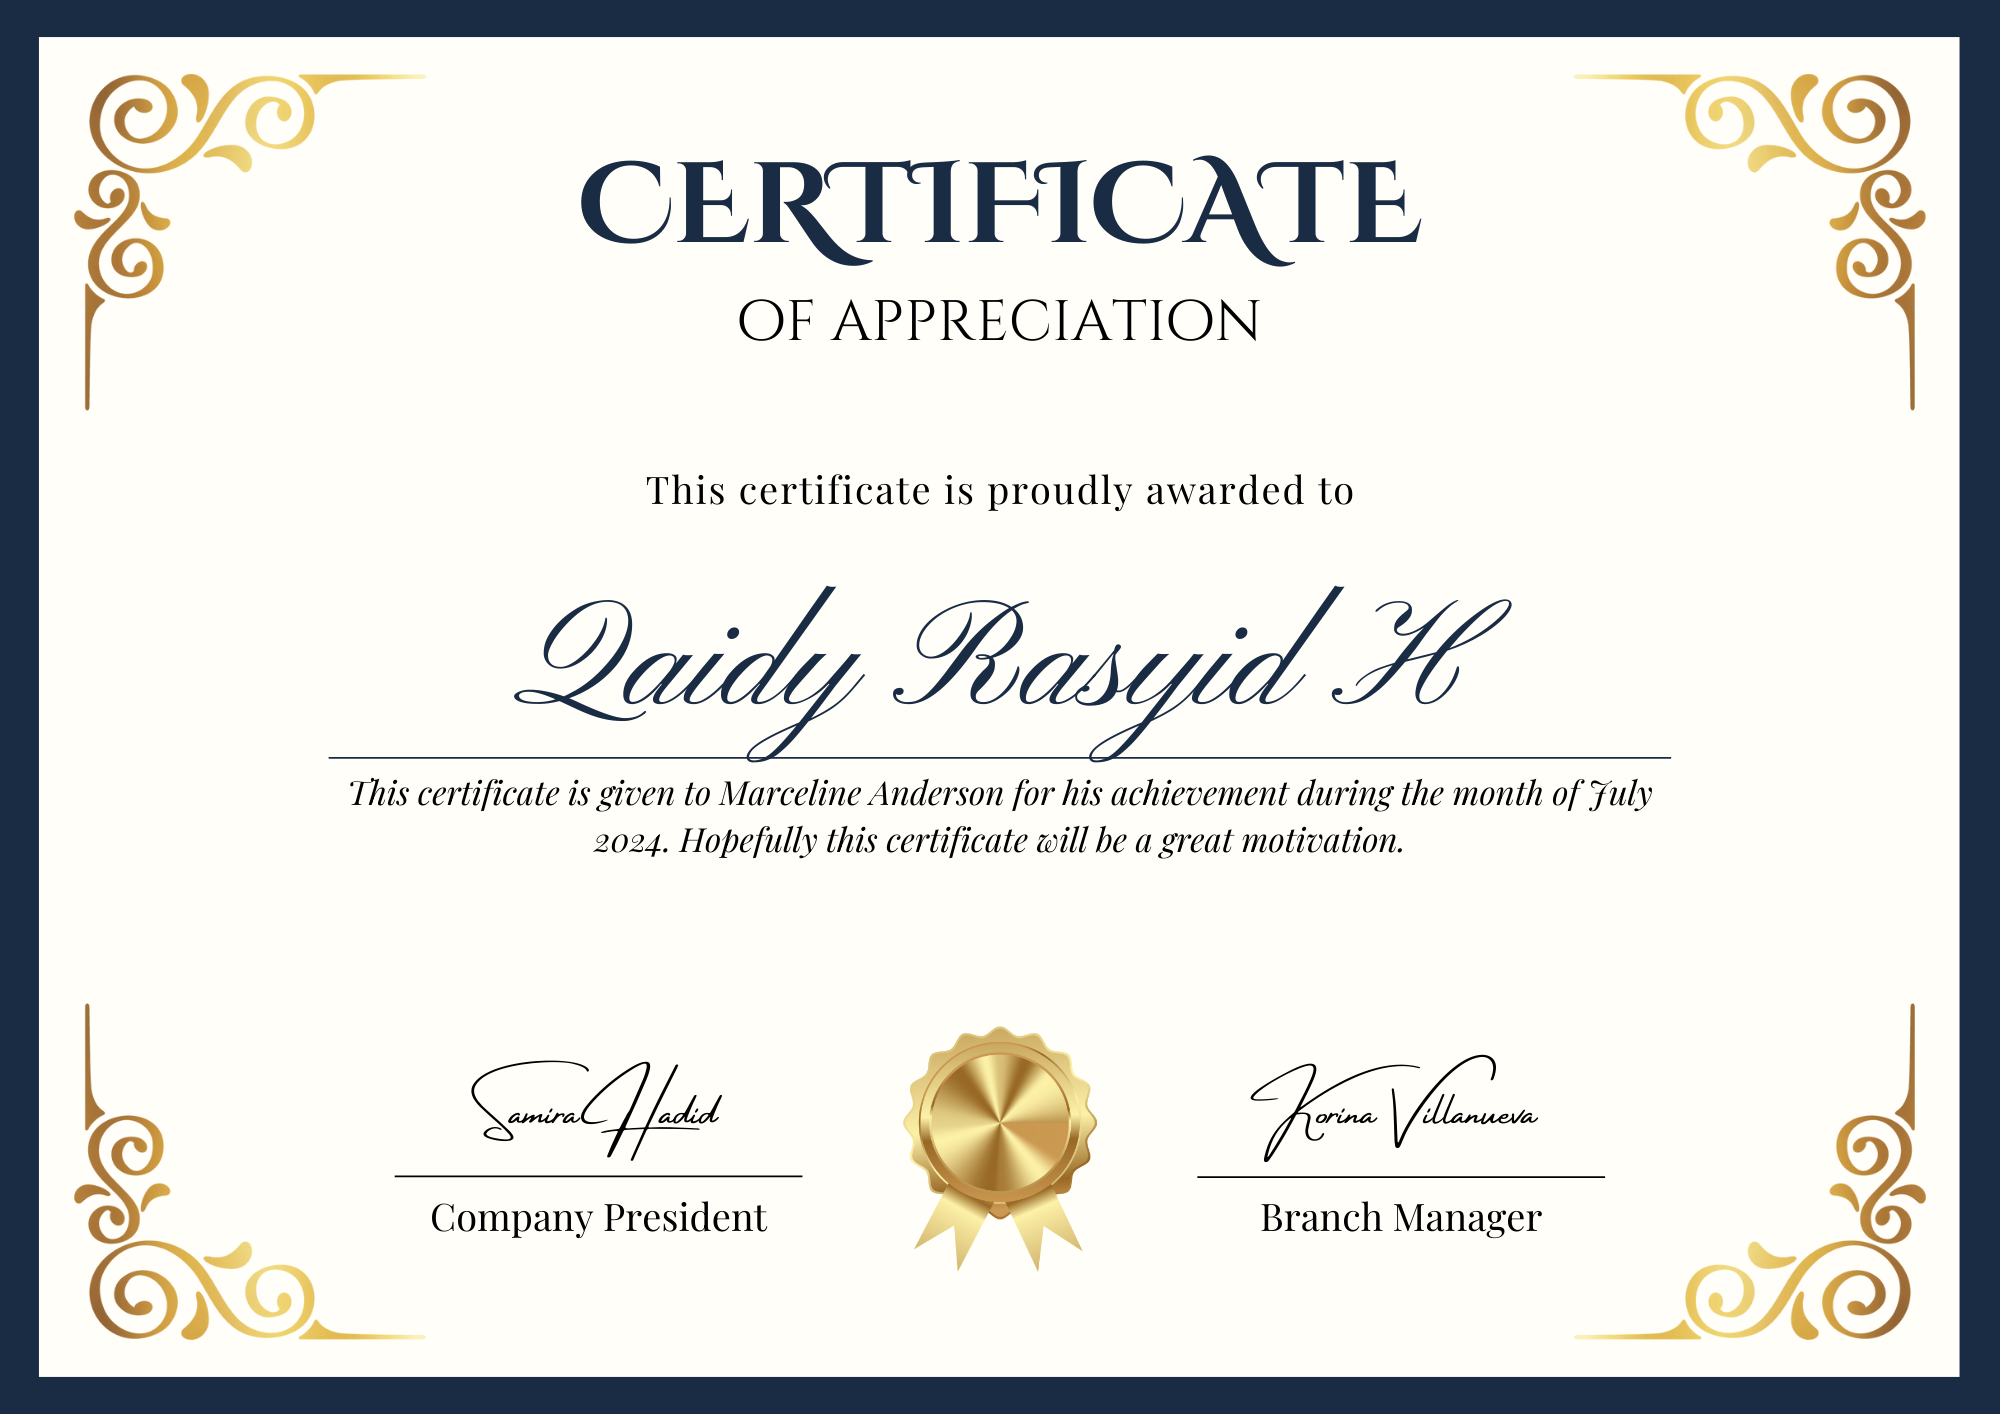 CERTIFICATE
OF APPRECIATION
This certificate is proudly awarded to
Qaidy Rasyid H
This certificate is given to Marceline Anderson for his achievement during the month of July
2024. Hopefully this certificate will be a great motivation.
Samira Hadid
Korina Villanueva
Company President
Branch Manager